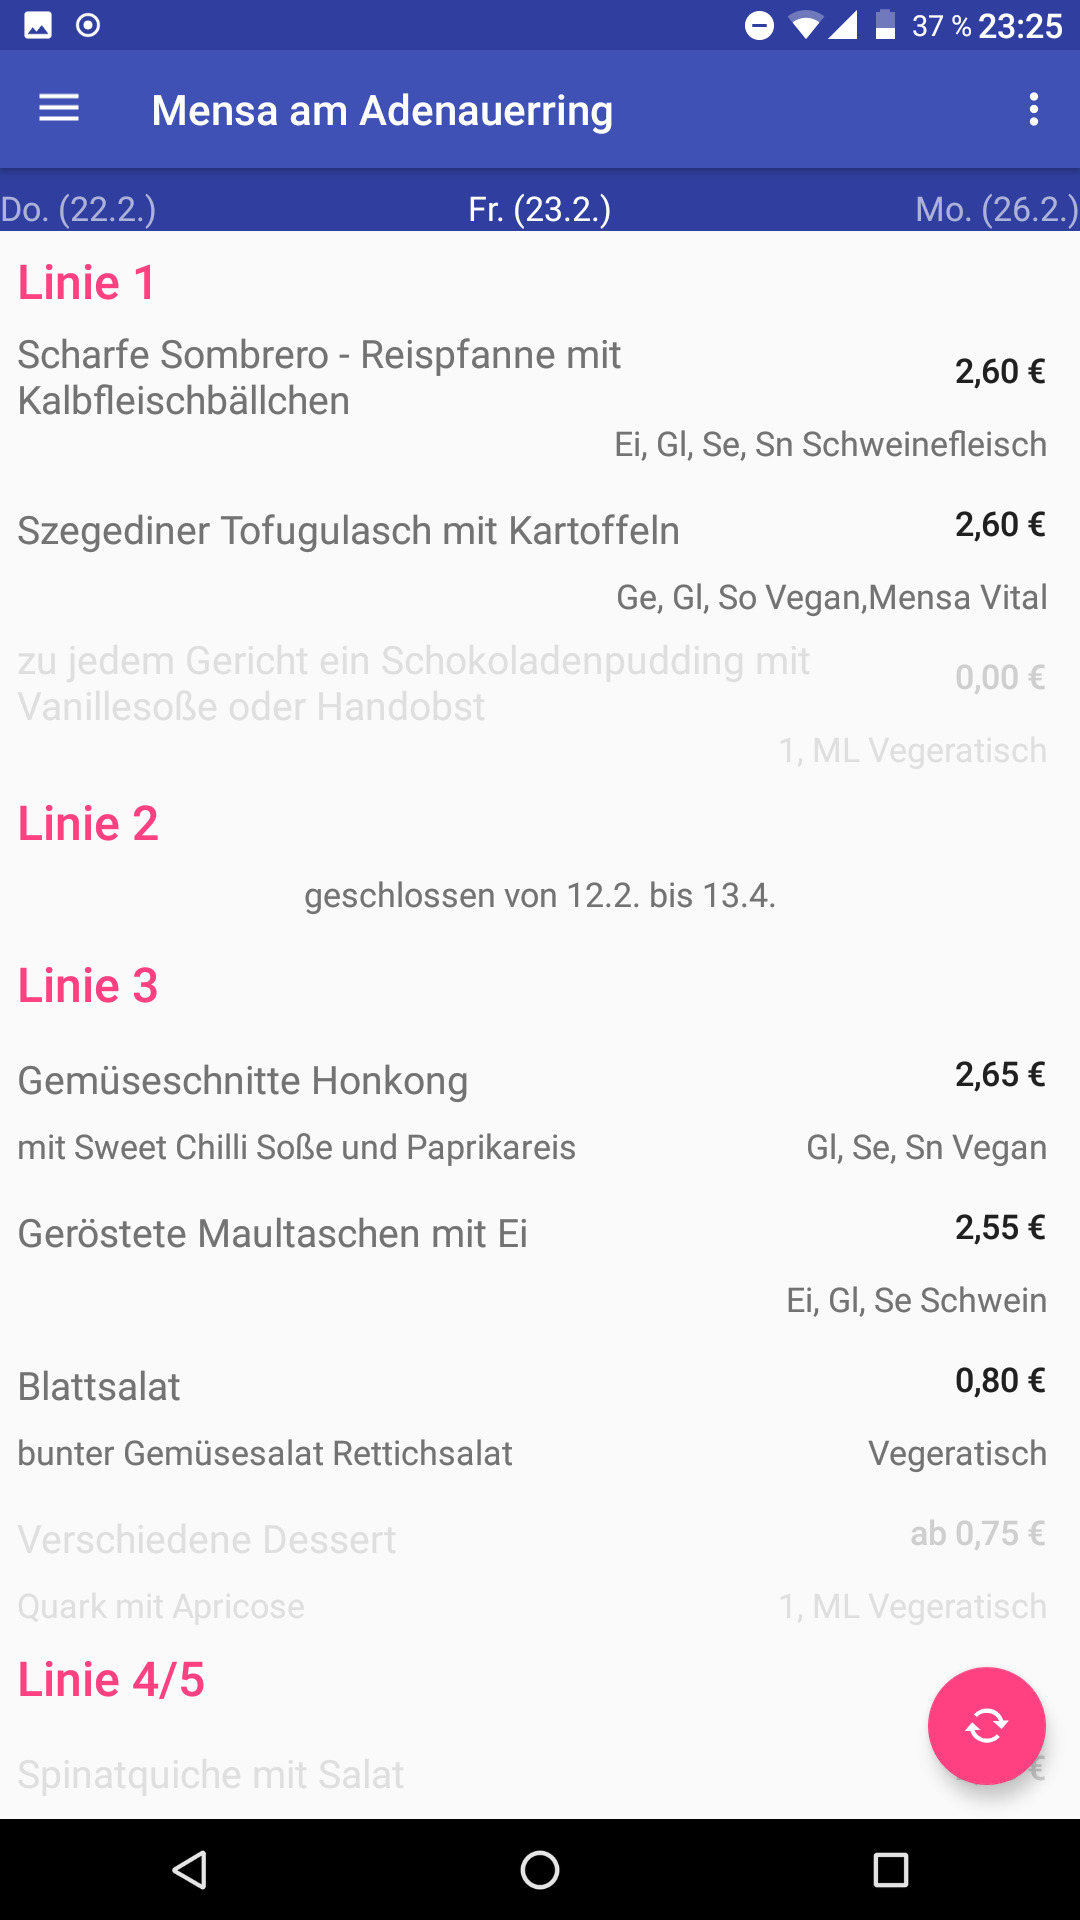 37 % 23:25
Mensa am Adenauerring
Do. (22.2.) Fr. (23.2.) Mo. (26.2.)
Linie 1
Scharfe Sombrero - Reispfanne mit
Kalbfleischbällchen
2,60 €
Ei, Gl, Se, Sn Schweinefleisch
Szegediner Tofugulasch mit Kartoffeln 2,60 €
Ge, Gl, So Vegan,Mensa Vital
zu jedem Gericht ein Schokoladenpudding mit
Vanillesoße oder Handobst
0,00 €
1, ML Vegeratisch
Linie 2
geschlossen von 12.2. bis 13.4.
Linie 3
Gemüseschnitte Honkong 2,65 €
mit Sweet Chilli Soße und Paprikareis Gl, Se, Sn Vegan
Geröstete Maultaschen mit Ei 2,55 €
Ei, Gl, Se Schwein
Blattsalat 0,80 €
bunter Gemüsesalat Rettichsalat Vegeratisch
Verschiedene Dessert ab 0,75 €
Quark mit Apricose 1, ML Vegeratisch
Linie 4/5
Spinatquiche mit Salat €